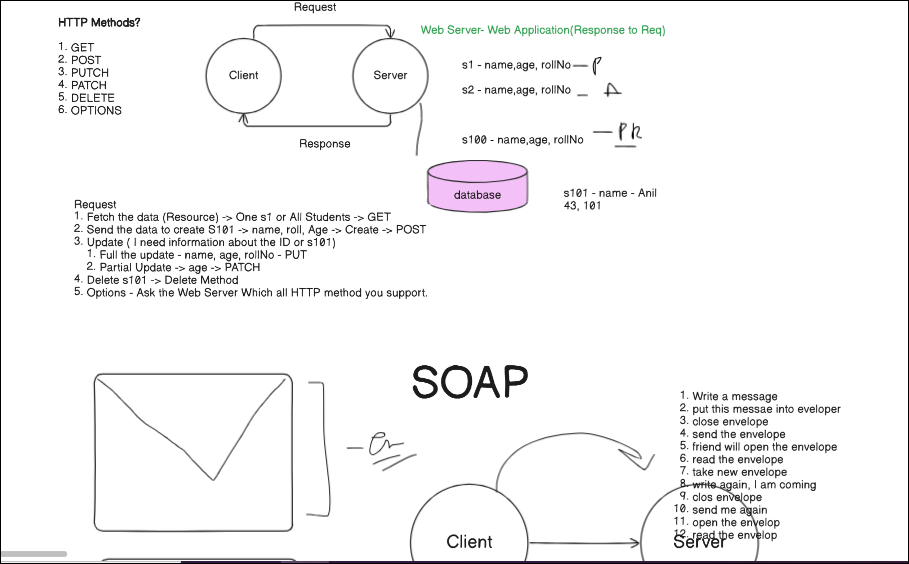 HTTP Methods?
1. GET
2. POST
3. PUTCH
4. PATCH
5. DELETE
6. OPTIONS
Request
Client
Server
Response
Web Server- Web Application(Response to Req)
s1 - name,age, rollNo — P
s2 - name,age, rollNo - A
s100 - name,age, rollNo — PR
database
s101 - name - Anil
43, 101
Request
1. Fetch the data (Resource) -> One s1 or All Students -> GET
2. Send the data to create S101 -> name, roll, Age -> Create -> POST
3. Update ( I need information about the ID or s101)
1. Full the update - name, age, rollNo - PUT
2. Partial Update -> age -> PATCH
4. Delete s101 -> Delete Method
5. Options - Ask the Web Server Which all HTTP method you support.
SOAP
1. Write a message
2. put this messae into eveloper
3. close envelope
4. send the envelope
5. friend will open the envelope
6. read the envelope
7. take new envelope
8. write again, I am coming
9. clos envelope
10. send me again
11. open the envelop
12. read the envelop
Client
Server